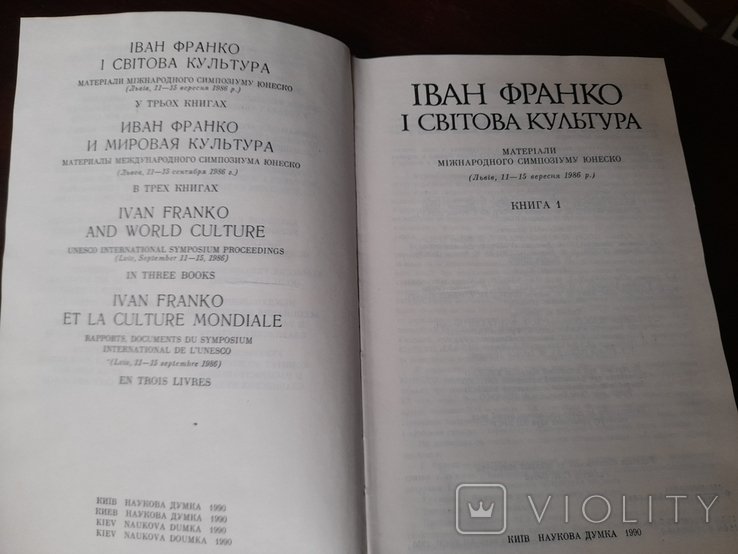 ІВАН ФРАНКО
І СВІТОВА КУЛЬТУРА
МАТЕРІАЛИ МІЖНАРОДНОГО СИМПОЗІУМУ ЮНЕСКО
(Львів, 11—15 вересня 1986 р.)
У ТРЬОХ КНИГАХ
ИВАН ФРАНКО
И МИРОВАЯ КУЛЬТУРА
МАТЕРИАЛЫ МЕЖДУНАРОДНОГО СИМПОЗИУМА ЮНЕСКО
(Львов, 11—15 сентября 1986 г.)
В ТРЕХ КНИГАХ
IVAN FRANKO
AND WORLD CULTURE
UNESCO INTERNATIONAL SYMPOSIUM PROCEEDINGS
(Lviv, September 11—15, 1986)
IN THREE BOOKS
IVAN FRANKO
ET LA CULTURE MONDIALE
RAPPORTS, DOCUMENTS DU SYMPOSIUM
INTERNATIONAL DE L'UNESCO
(Lviv, 11—15 septembre 1986)
EN TROIS LIVRES
КИЇВ НАУКОВА ДУМКА 1990
КИЕВ НАУКОВА ДУМКА 1990
KIEV NAUKOVA DUMKA 1990
KIEV NAUKOVA DOUMKA 1990
ІВАН ФРАНКО
І СВІТОВА КУЛЬТУРА
МАТЕРІАЛИ
МІЖНАРОДНОГО СИМПОЗІУМУ ЮНЕСКО
(Львів, 11—15 вересня 1986 р.)
КНИГА 1
КИЇВ НАУКОВА ДУМКА 1990
VIOLITY